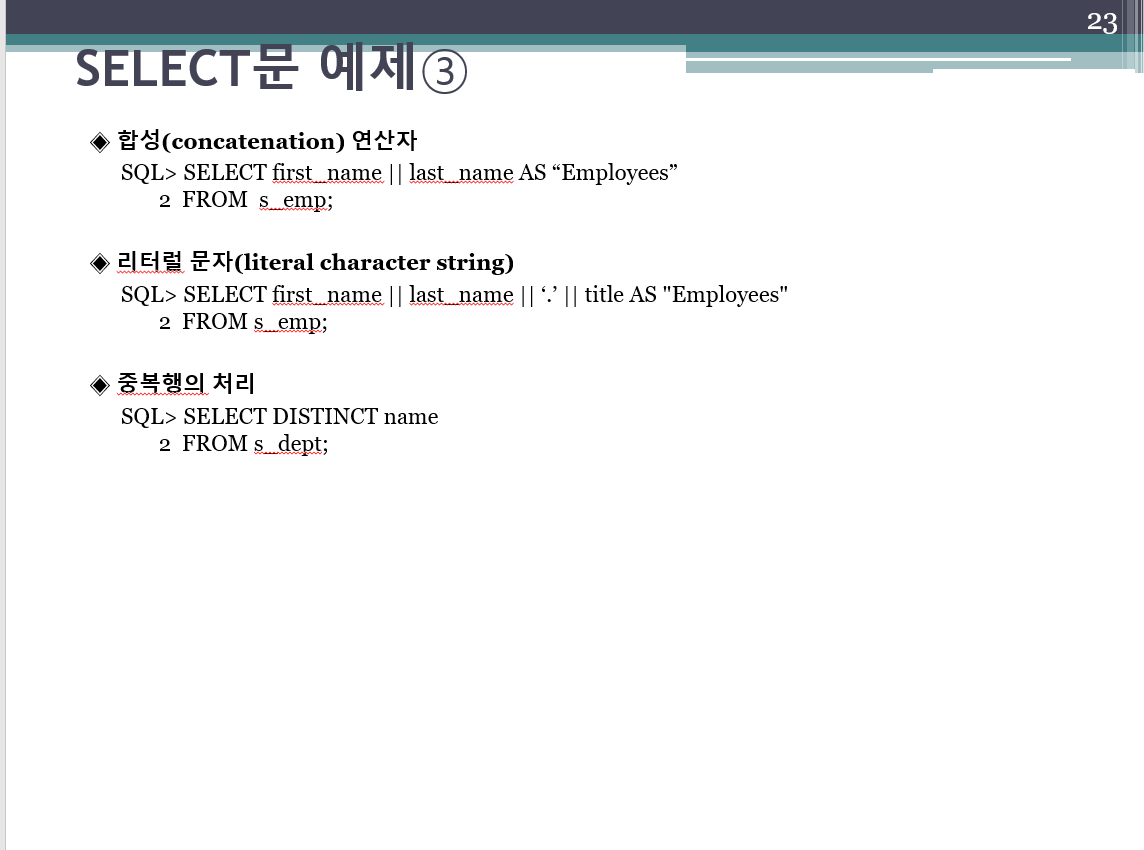 23
SELECT문 예제③
◈ 합성(concatenation) 연산자
SQL> SELECT first_name || last_name AS “Employees”
2 FROM s_emp;
◈ 리터럴 문자(literal character string)
SQL> SELECT first_name || last_name || ‘.’ || title AS "Employees"
2 FROM s_emp;
◈ 중복행의 처리
SQL> SELECT DISTINCT name
2 FROM s_dept;